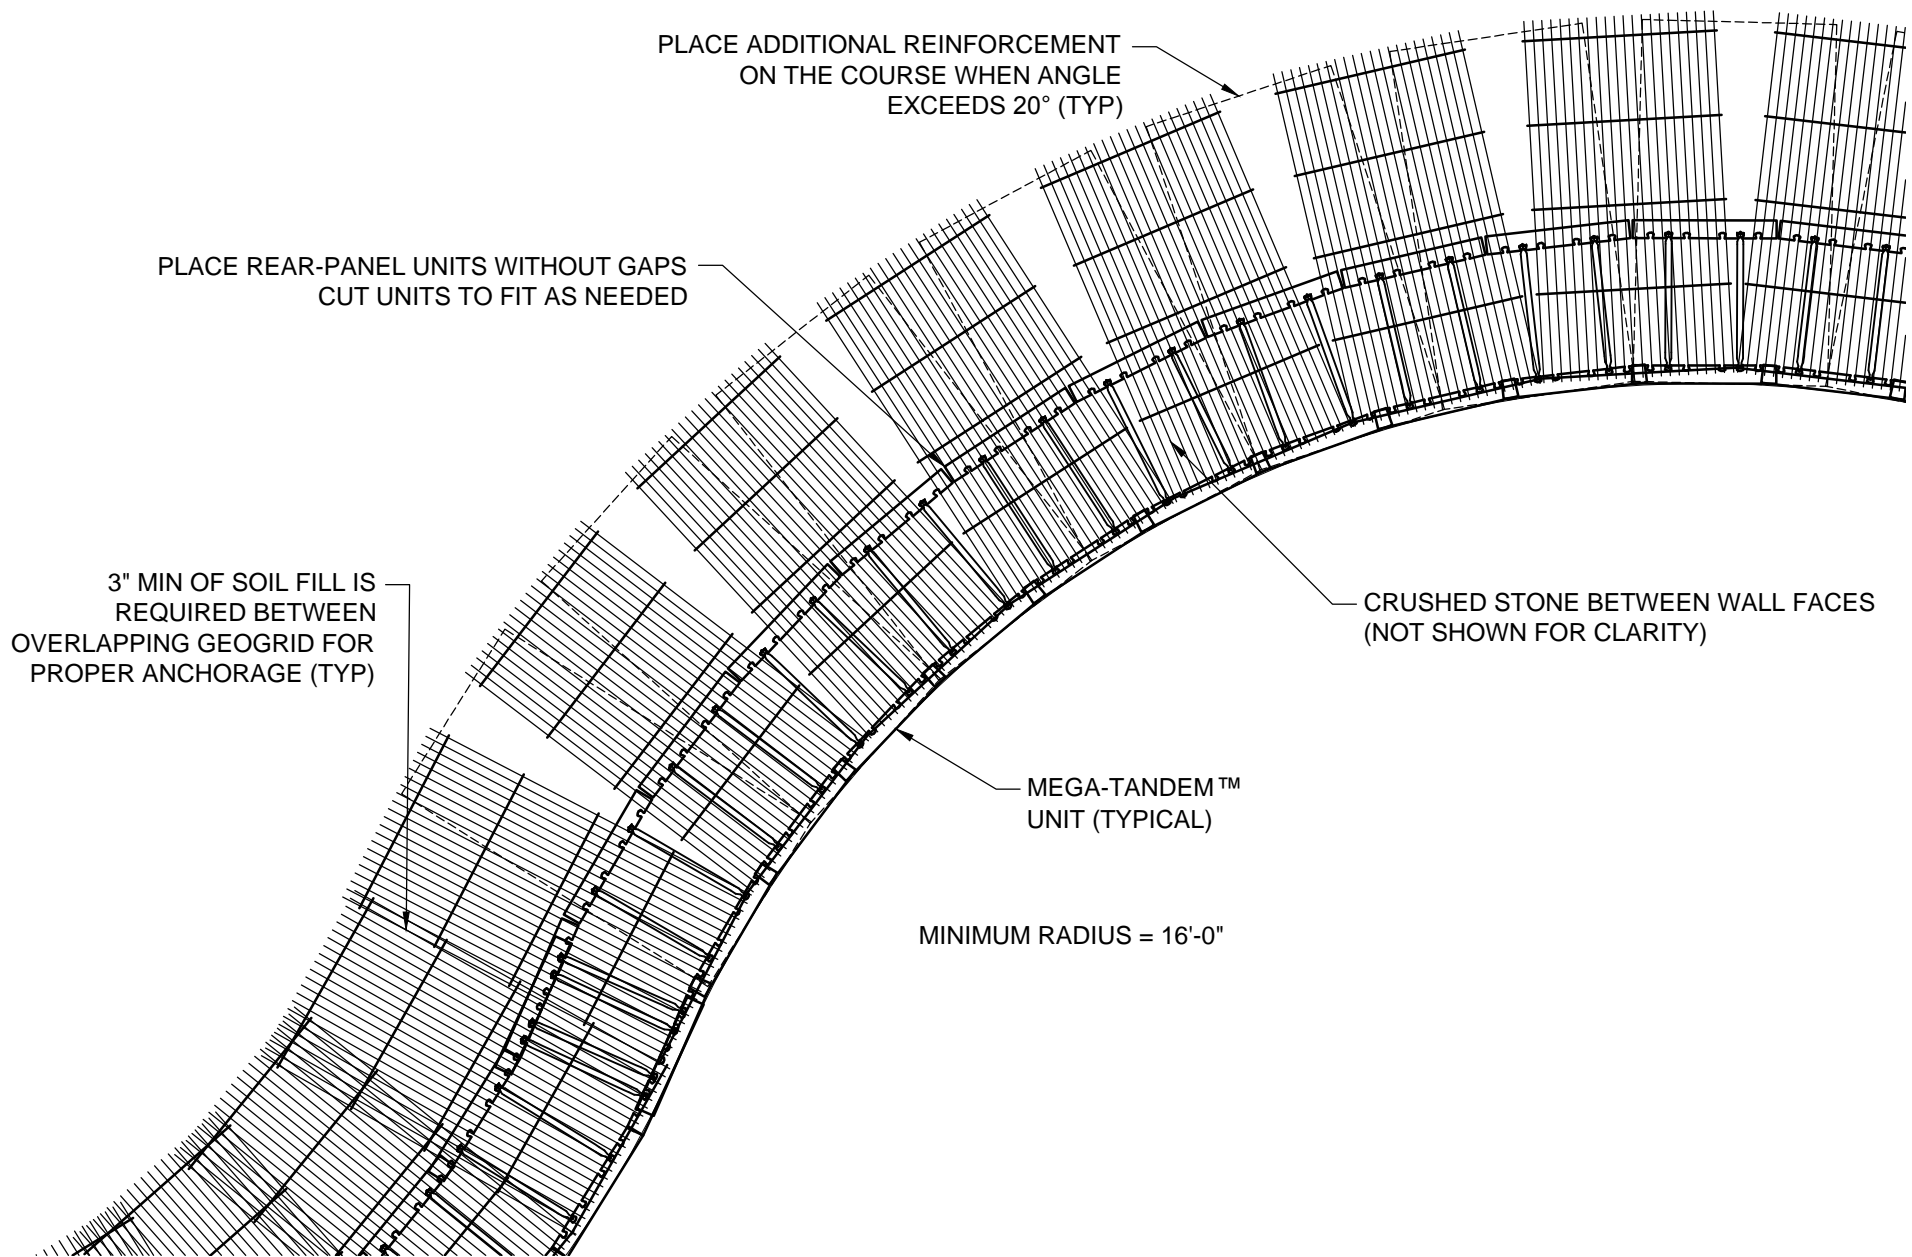 PLACE ADDITIONAL REINFORCEMENT
ON THE COURSE WHEN ANGLE
EXCEEDS 20° (TYP)
PLACE REAR-PANEL UNITS WITHOUT GAPS
CUT UNITS TO FIT AS NEEDED
3" MIN OF SOIL FILL IS
REQUIRED BETWEEN
OVERLAPPING GEOGRID FOR
PROPER ANCHORAGE (TYP)
CRUSHED STONE BETWEEN WALL FACES
(NOT SHOWN FOR CLARITY)
MEGA-TANDEM™
UNIT (TYPICAL)
MINIMUM RADIUS = 16'-0"